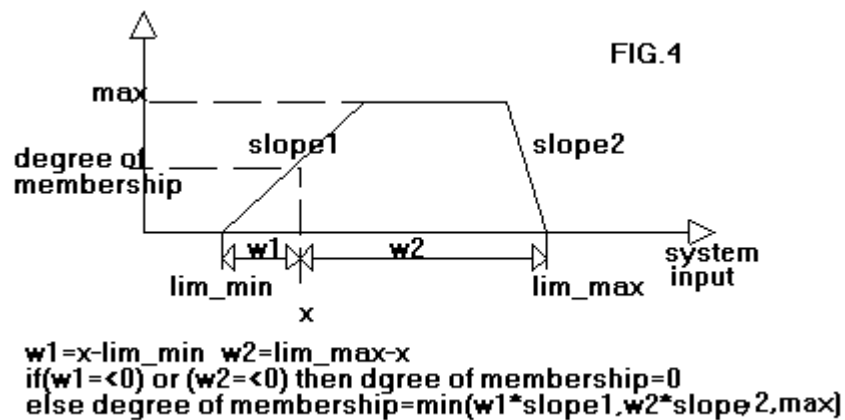 FIG.4
max
slope1
slope2
degree of
membership
w1
w2
system
input
lim_min
lim_max
x
w1=x-lim_min w2=lim_max-x
if(w1=<0) or (w2=<0) then dgree of membership=0
else degree of membership=min(w1*slope1,w2*slope2,max)